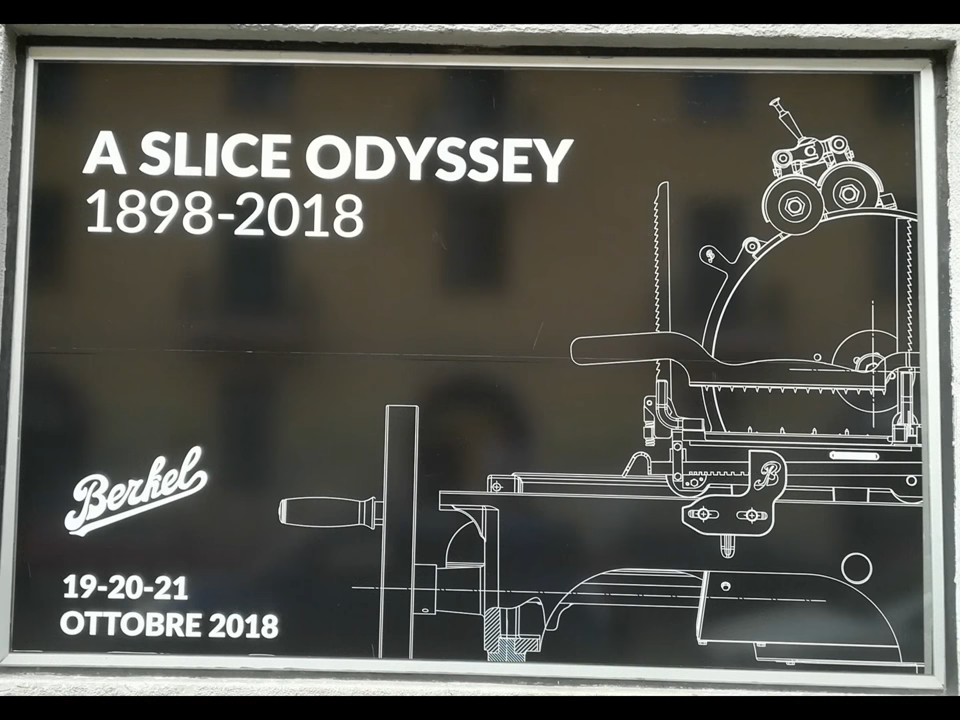 A SLICE ODYSSEY
1898-2018
Berkel
19-20-21
OTTOBRE 2018
B